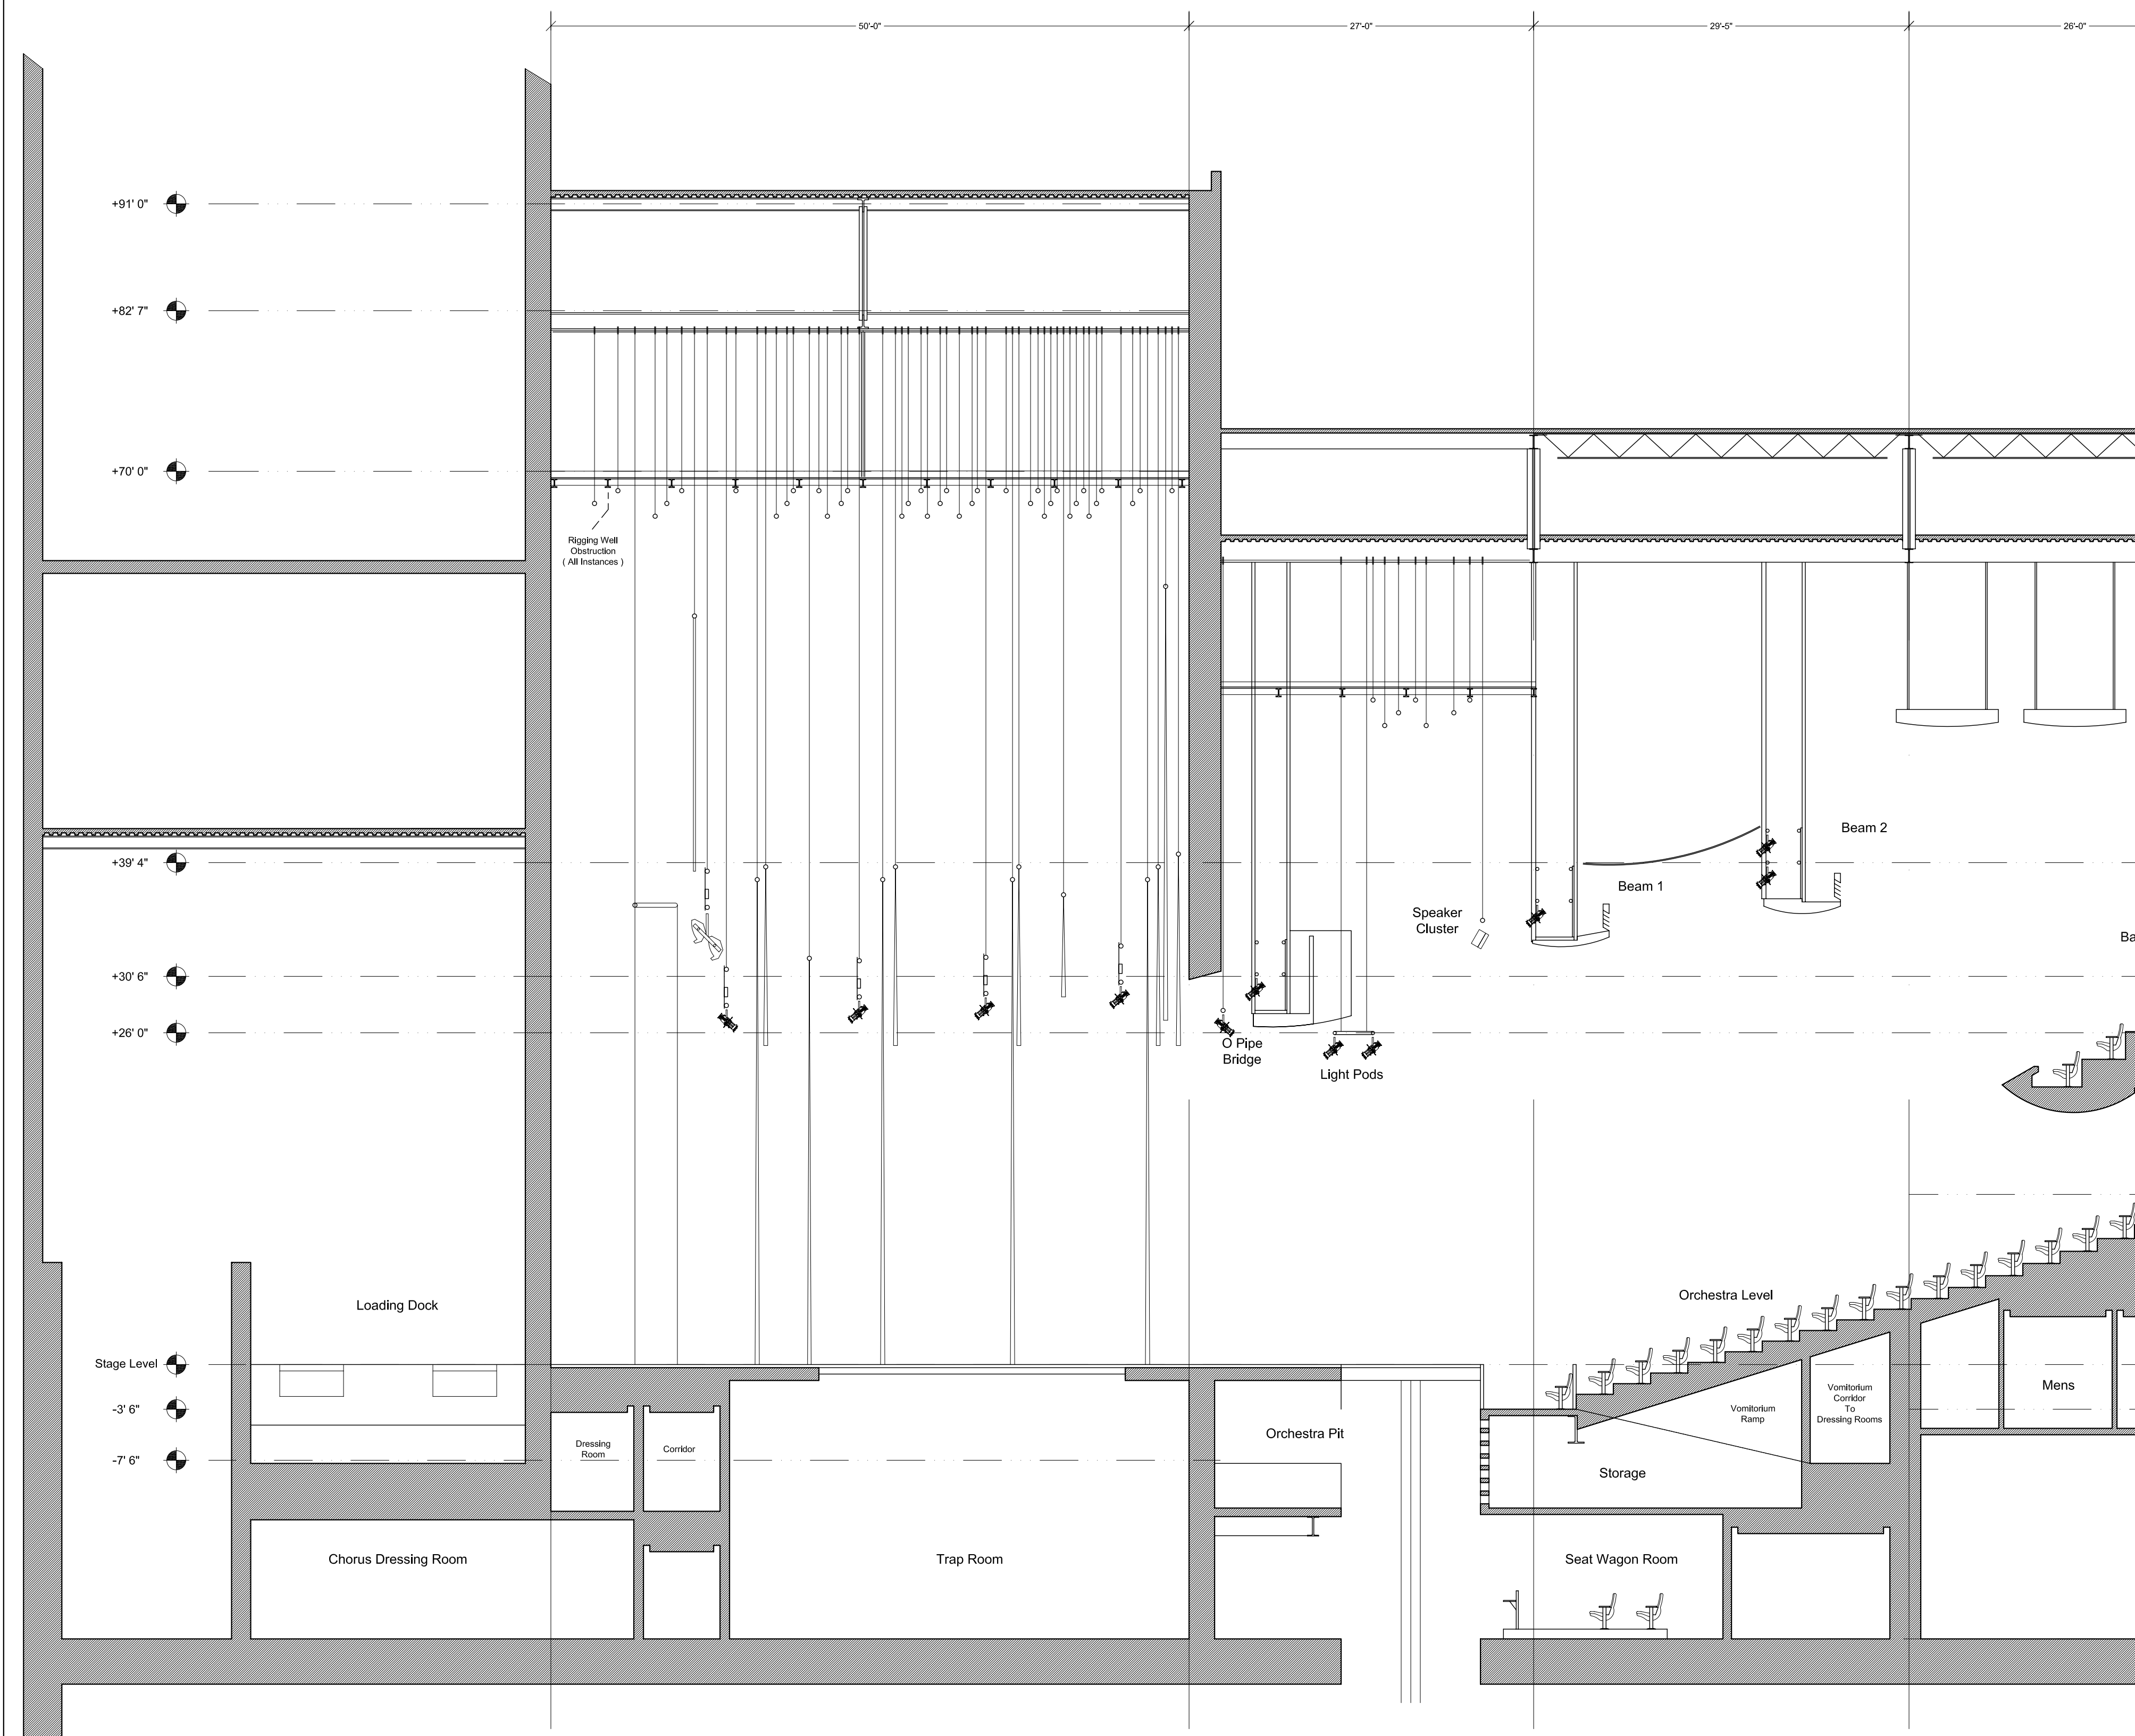 50'-0"
27'-0"
29'-5"
26'-0"
+91' 0"
+82' 7"
+70' 0"
Rigging Well
Obstruction
( All Instances )
+39' 4"
Beam 2
Beam 1
Speaker
Cluster
Ba
+30' 6"
+26' 0"
O Pipe
Bridge
Light Pods
Loading Dock
Orchestra Level
Stage Level
-3' 6"
-7' 6"
Dressing
Room
Corridor
Orchestra Pit
Vomitorium
Ramp
Vomitorium
Corridor
To
Dressing Rooms
Mens
Storage
Chorus Dressing Room
Trap Room
Seat Wagon Room